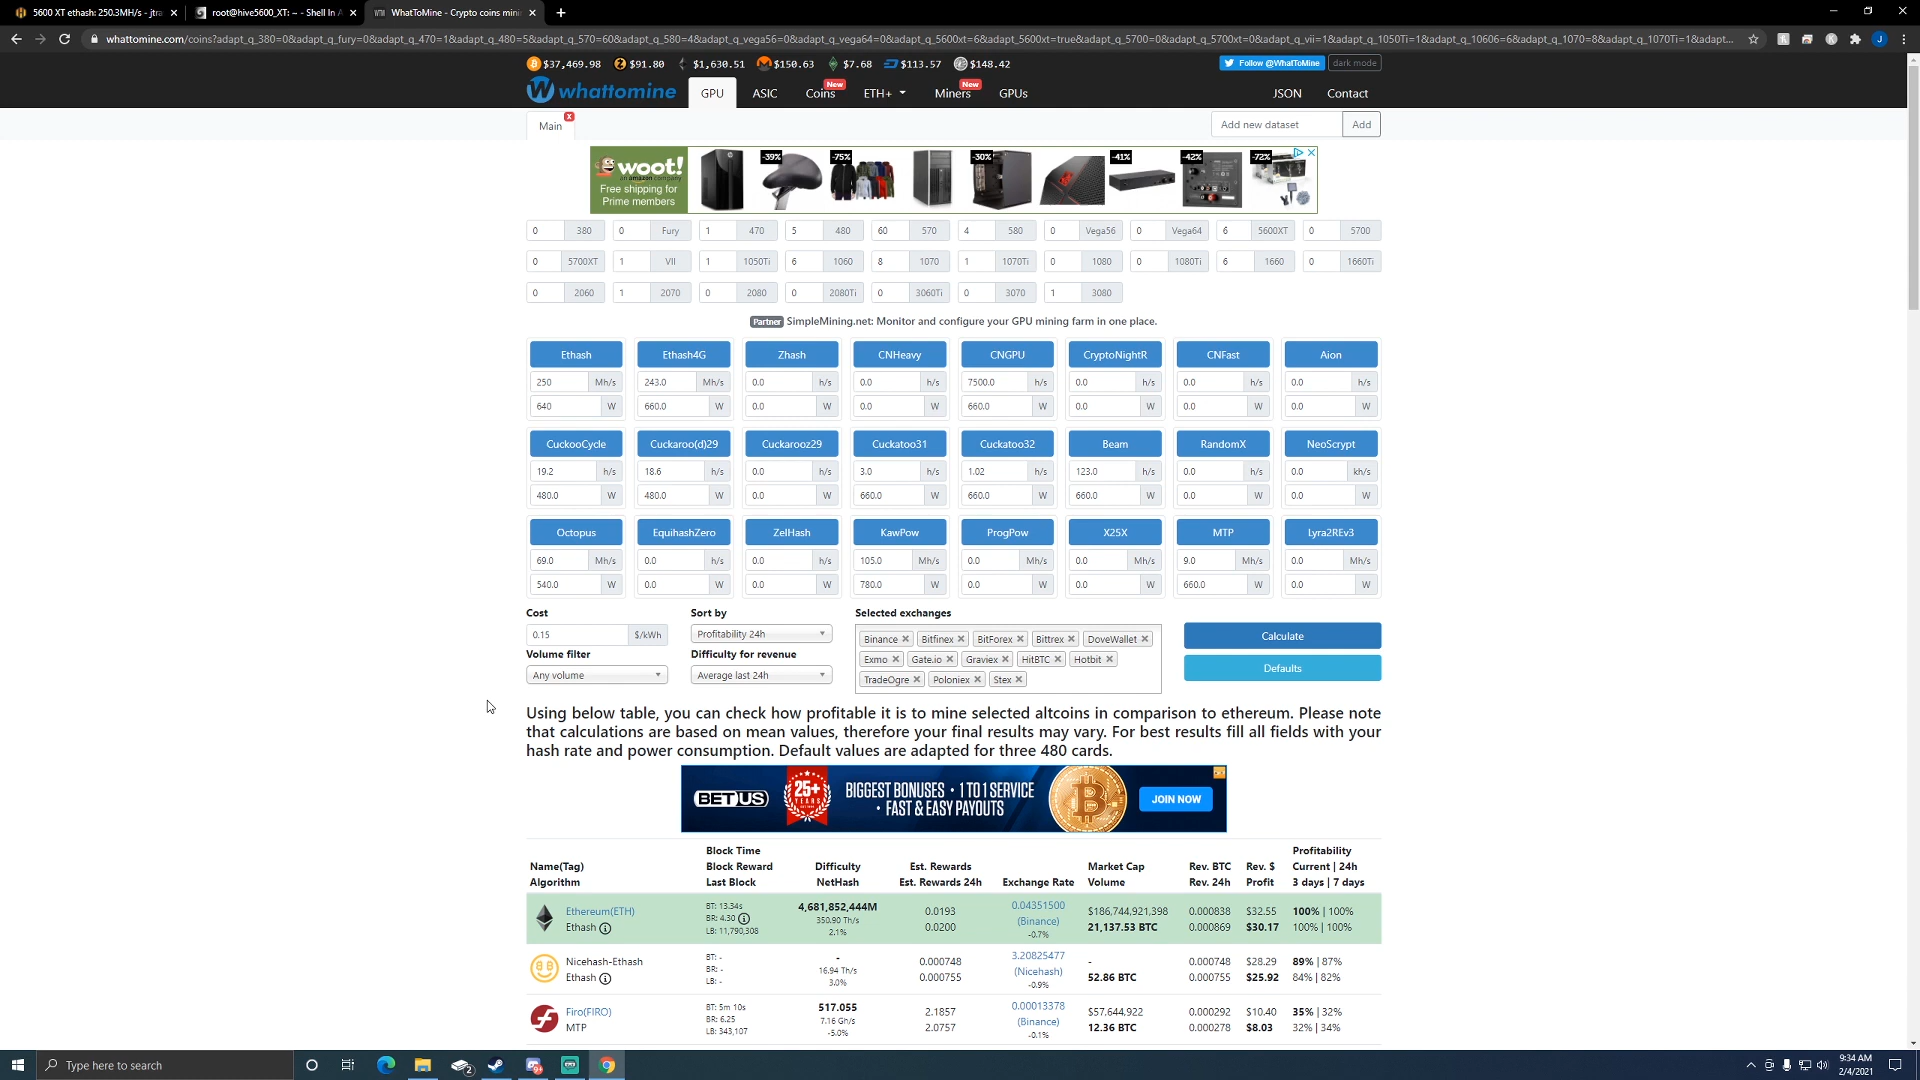 5600 XT ethash: 250.3MH/s - jtra
root@hive5600_XT: ~ - Shell In A
WhatToMine - Crypto coins mini
whattomine.com/coins?adapt_q_380=0&adapt_q_fury=0&adapt_q_470=1&adapt_q_480=5&adapt_q_570=60&adapt_q_580=4&adapt_q_vega56=0&adapt_q_vega64=0&adapt_q_5600xt=6&adapt_5600xt=true&adapt_q_5700=0&adapt_q_5700xt=0&adapt_q_vii=1&adapt_q_1050Ti=1&adapt_q_10606=6&adapt_q_1070=8&adapt_q_1070Ti=1&adapt...
$37,469.98 $91.80 $1,630.51 $150.63 $7.68 $113.57 $148.42 Follow @WhatToMine dark mode
whattomine GPU ASIC Coins New ETH+ Miners New GPUs JSON Contact
Main x Add new dataset Add
woot! an amazon company Free shipping for Prime members -39% -75% -30% -41% -42% -72%
0 380 0 Fury 1 470 5 480 60 570 4 580 0 Vega56 0 Vega64 6 5600XT 0 5700
0 5700XT 1 VII 1 1050Ti 6 1060 8 1070 1 1070Ti 0 1080 0 1080Ti 6 1660 0 1660Ti
0 2060 1 2070 0 2080 0 2080Ti 0 3060Ti 0 3070 1 3080
Partner SimpleMining.net: Monitor and configure your GPU mining farm in one place.
Ethash Ethash4G Zhash CNHeavy CNGPU CryptoNightR CNFast Aion
250 Mh/s 243.0 Mh/s 0.0 h/s 0.0 h/s 7500.0 h/s 0.0 h/s 0.0 h/s 0.0 h/s
640 W 660.0 W 0.0 W 0.0 W 660.0 W 0.0 W 0.0 W 0.0 W
CuckooCycle Cuckaroo(d)29 Cuckarooz29 Cuckatoo31 Cuckatoo32 Beam RandomX NeoScrypt
19.2 h/s 18.6 h/s 0.0 h/s 3.0 h/s 1.02 h/s 123.0 h/s 0.0 h/s 0.0 kh/s
480.0 W 480.0 W 0.0 W 660.0 W 660.0 W 660.0 W 0.0 W 0.0 W
Octopus EquihashZero ZelHash KawPow ProgPow X25X MTP Lyra2REv3
69.0 Mh/s 0.0 h/s 0.0 h/s 105.0 Mh/s 0.0 Mh/s 0.0 Mh/s 9.0 Mh/s 0.0 Mh/s
540.0 W 0.0 W 0.0 W 780.0 W 0.0 W 0.0 W 660.0 W 0.0 W
Cost Sort by Selected exchanges
0.15 $/kWh Profitability 24h Binance Bitfinex BitForex Bittrex DoveWallet Calculate
Volume filter Difficulty for revenue Exmo Gate.io Graviex HitBTC Hotbit Defaults
Any volume Average last 24h TradeOgre Poloniex Stex
Using below table, you can check how profitable it is to mine selected altcoins in comparison to ethereum. Please note
that calculations are based on mean values, therefore your final results may vary. For best results fill all fields with your
hash rate and power consumption. Default values are adapted for three 480 cards.
BETUS 25+ YEARS BIGGEST BONUSES • 1 TO 1 SERVICE
• FAST & EASY PAYOUTS JOIN NOW
Block Time Profitability
Name(Tag) Block Reward Difficulty Est. Rewards Market Cap Rev. BTC Rev. $ Current | 24h
Algorithm Last Block NetHash Est. Rewards 24h Exchange Rate Volume Rev. 24h Profit 3 days | 7 days
BT: 13.34s 4,681,852,444M 0.04351500
Ethereum(ETH) BR: 4.30 350.90 Th/s 0.0193 (Binance) $186,744,921,398 0.000838 $32.55 100% | 100%
Ethash LB: 11,790,308 2.1% 0.0200 -0.7% 21,137.53 BTC 0.000869 $30.17 100% | 100%
BT: - - 3.20825477
Nicehash-Ethash BR: - 16.94 Th/s 0.000748 (Nicehash) - 0.000748 $28.29 89% | 87%
Ethash LB: - 3.0% 0.000755 -0.9% 52.86 BTC 0.000755 $25.92 84% | 82%
BT: 5m 10s 517.055 0.00013378
Firo(FIRO) BR: 6.25 7.16 Gh/s 2.1857 (Binance) $57,644,922 0.000292 $10.40 35% | 32%
MTP LB: 343,107 -5.0% 2.0757 -0.1% 12.36 BTC 0.000278 $8.03 32% | 34%
Type here to search
9:34 AM
2/4/2021